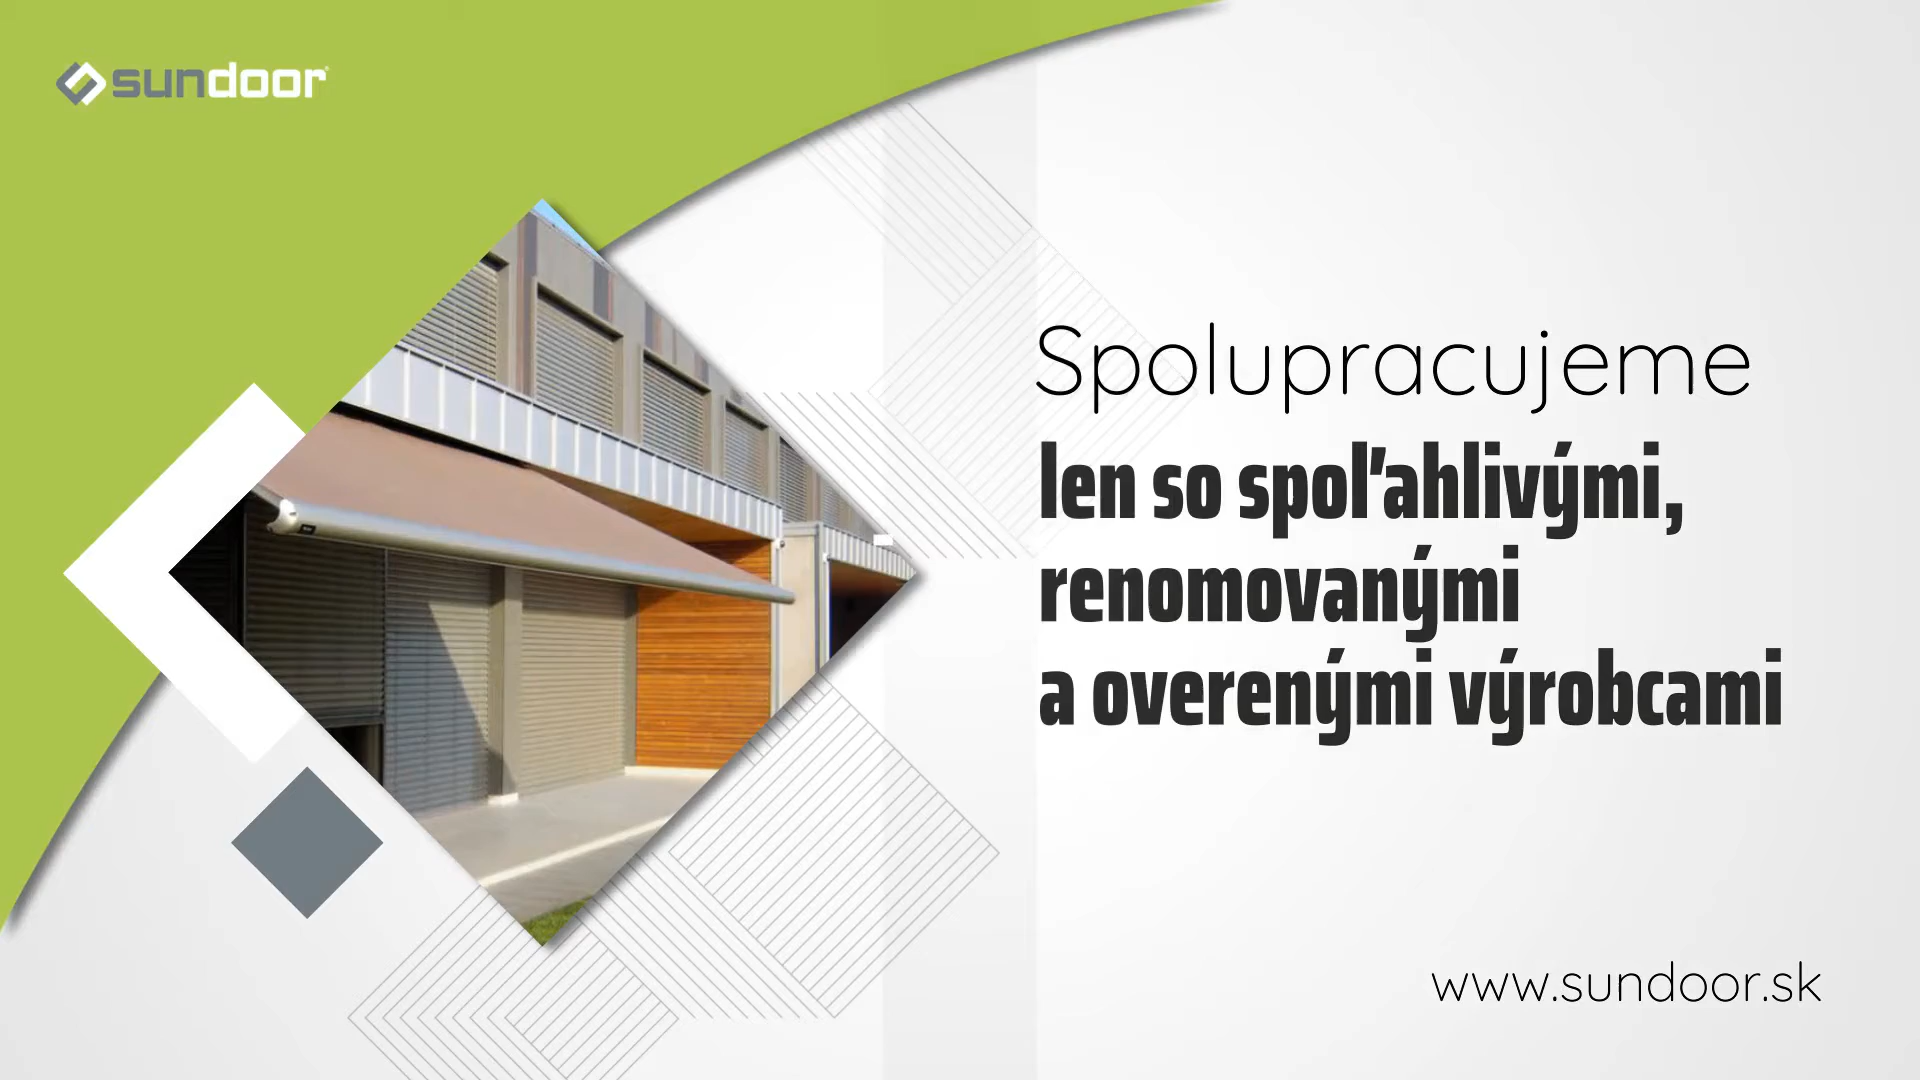 sundoor
Spolupracujeme
len so spoľahlivými,
renomovanými
a overenými výrobcami
www.sundoor.sk